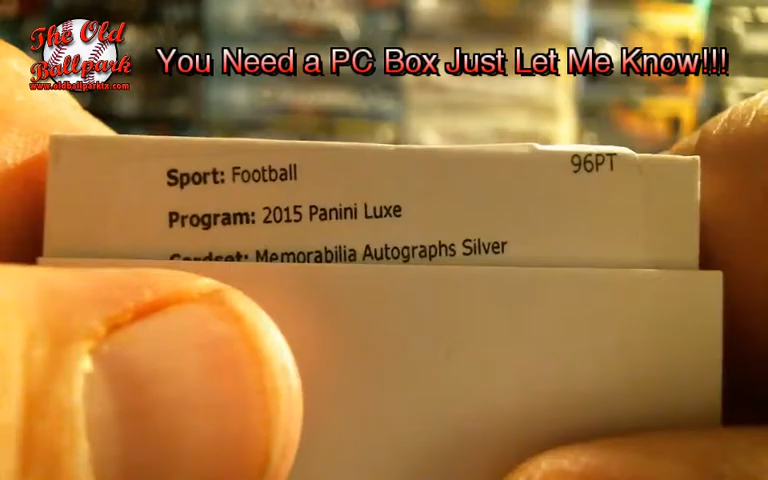 The Old
Ballpark
www.oldballparktx.com
You Need a PC Box Just Let Me Know!!!
96PT
Sport: Football
Program: 2015 Panini Luxe
Cardset: Memorabilia Autographs Silver